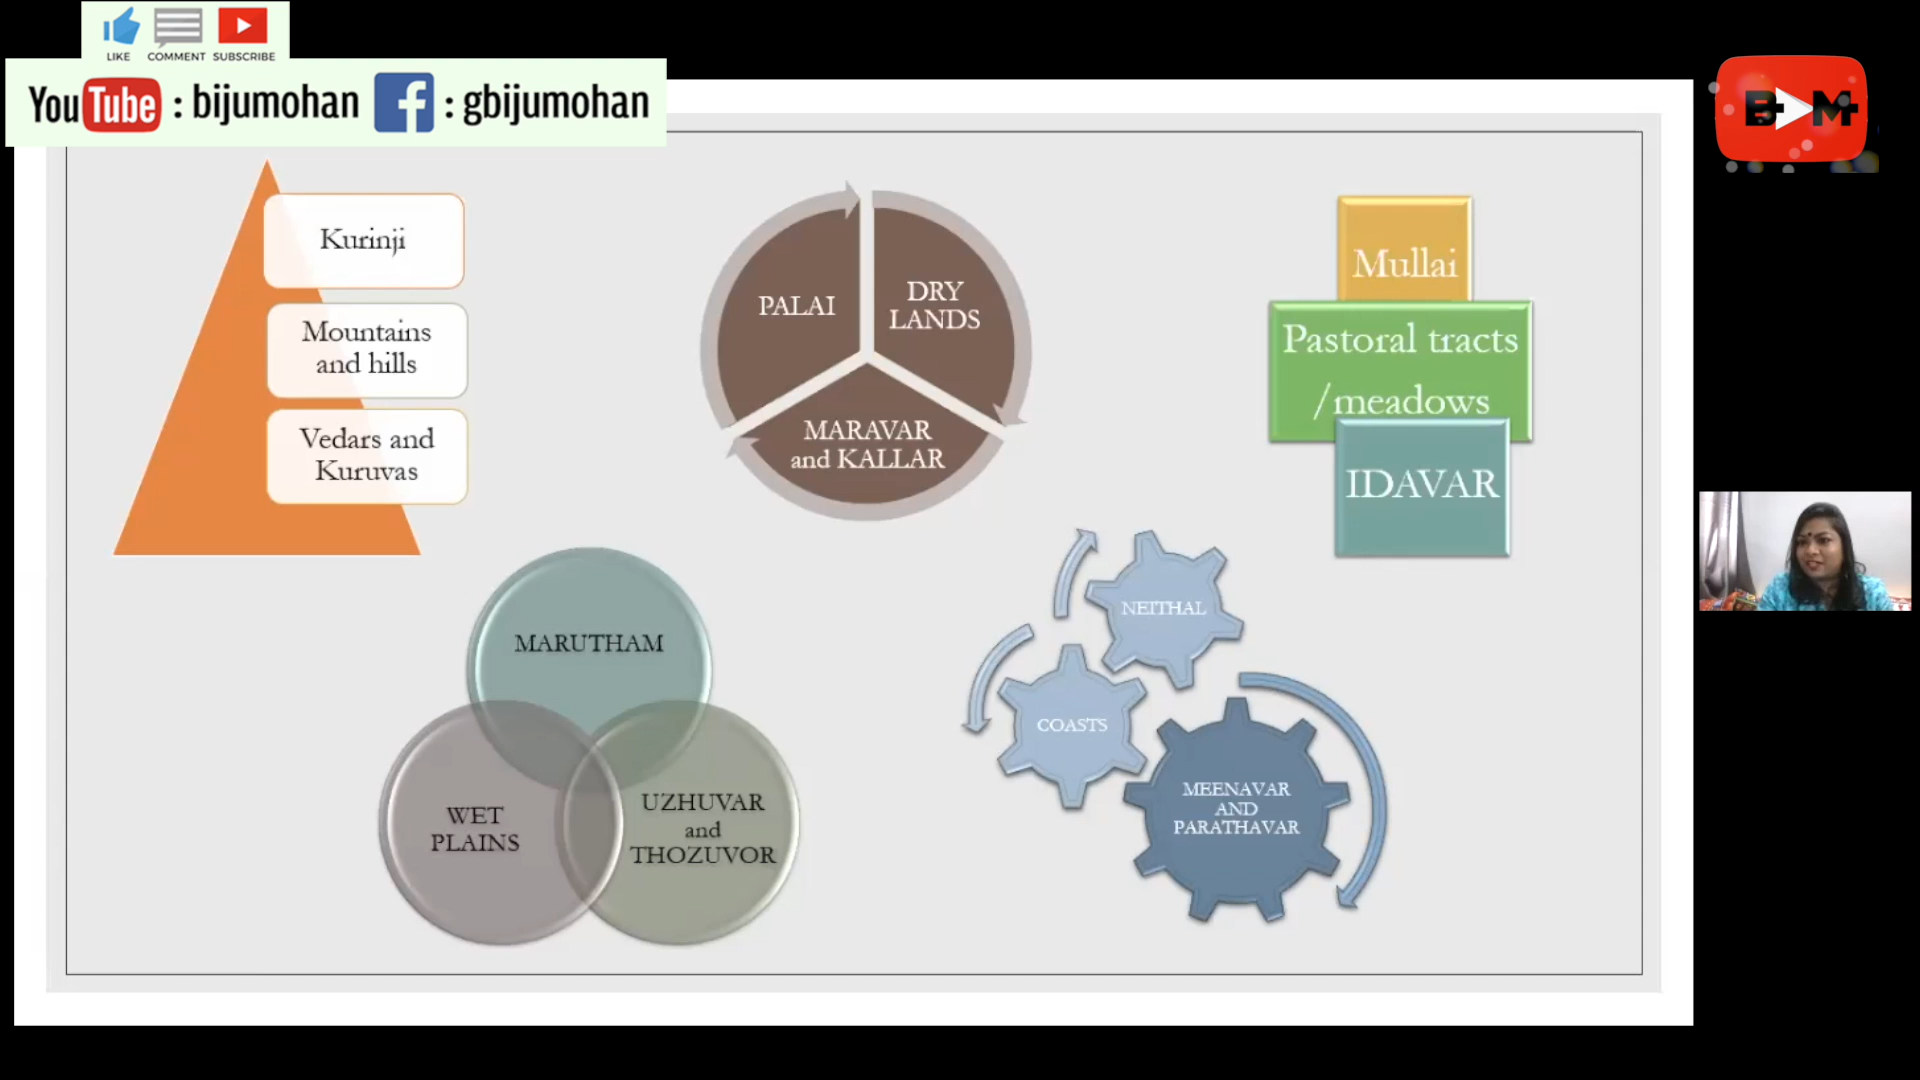 LIKE COMMENT SUBSCRIBE
YouTube : bijumohan f : gbijumohan
B M
Kurinji
Mountains
and hills
Vedars and
Kuruvas
PALAI
DRY
LANDS
MARAVAR
and KALLAR
Mullai
Pastoral tracts
/meadows
IDAVAR
MARUTHAM
WET
PLAINS
UZHUVAR
and
THOZUVOR
NEITHAL
COASTS
MEENAVAR
AND
PARATHAVAR